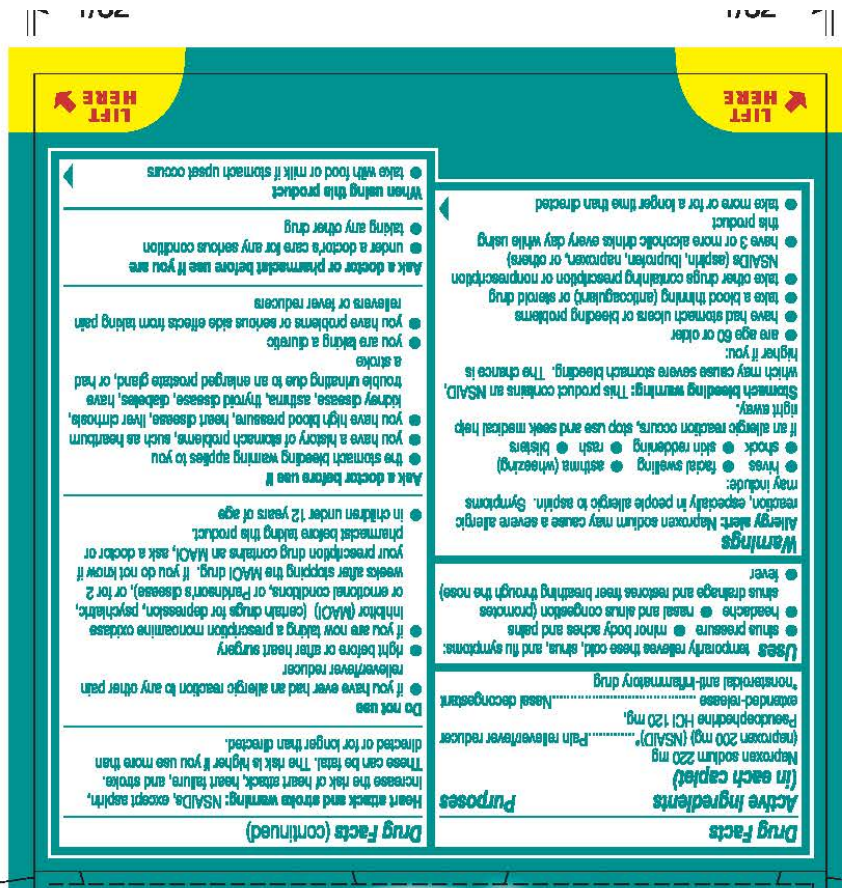 Drug Facts
Active ingredients Purposes
(in each caplet)
Naproxen sodium 220 mg
(naproxen 200 mg) (NSAID)*............Pain reliever/fever reducer
Pseudoephedrine HCl 120 mg,
extended-release ........................................Nasal decongestant
*nonsteroidal anti-inflammatory drug
Uses temporarily relieves these cold, sinus, and flu symptoms:
● sinus pressure ● minor body aches and pains
● headache ● nasal and sinus congestion (promotes
sinus drainage and restores freer breathing through the nose)
● fever
Warnings
Allergy alert: Naproxen sodium may cause a severe allergic
reaction, especially in people allergic to aspirin. Symptoms
may include:
● hives ● facial swelling ● asthma (wheezing)
● shock ● skin reddening ● rash ● blisters
If an allergic reaction occurs, stop use and seek medical help
right away.
Stomach bleeding warning: This product contains an NSAID,
which may cause severe stomach bleeding. The chance is
higher if you:
● are age 60 or older
● have had stomach ulcers or bleeding problems
● take a blood thinning (anticoagulant) or steroid drug
● take other drugs containing prescription or nonprescription
NSAIDs (aspirin, ibuprofen, naproxen, or others)
● have 3 or more alcoholic drinks every day while using
this product
● take more or for a longer time than directed
LIFT
HERE
Drug Facts (continued)
Heart attack and stroke warning: NSAIDs, except aspirin,
increase the risk of heart attack, heart failure, and stroke.
These can be fatal. The risk is higher if you use more than
directed or for longer than directed.
Do not use
● if you have ever had an allergic reaction to any other pain
reliever/fever reducer
● right before or after heart surgery
● if you are now taking a prescription monoamine oxidase
inhibitor (MAOI) (certain drugs for depression, psychiatric,
or emotional conditions, or Parkinson's disease), or for 2
weeks after stopping the MAOI drug. If you do not know if
your prescription drug contains an MAOI, ask a doctor or
pharmacist before taking this product.
● in children under 12 years of age
Ask a doctor before use if
● the stomach bleeding warning applies to you
● you have a history of stomach problems, such as heartburn
● you have high blood pressure, heart disease, liver cirrhosis,
kidney disease, asthma, thyroid disease, diabetes, have
trouble urinating due to an enlarged prostate gland, or had
a stroke
● you are taking a diuretic
● you have problems or serious side effects from taking pain
relievers or fever reducers
Ask a doctor or pharmacist before use if you are
● under a doctor's care for any serious condition
● taking any other drug
When using this product
● take with food or milk if stomach upset occurs
LIFT
HERE